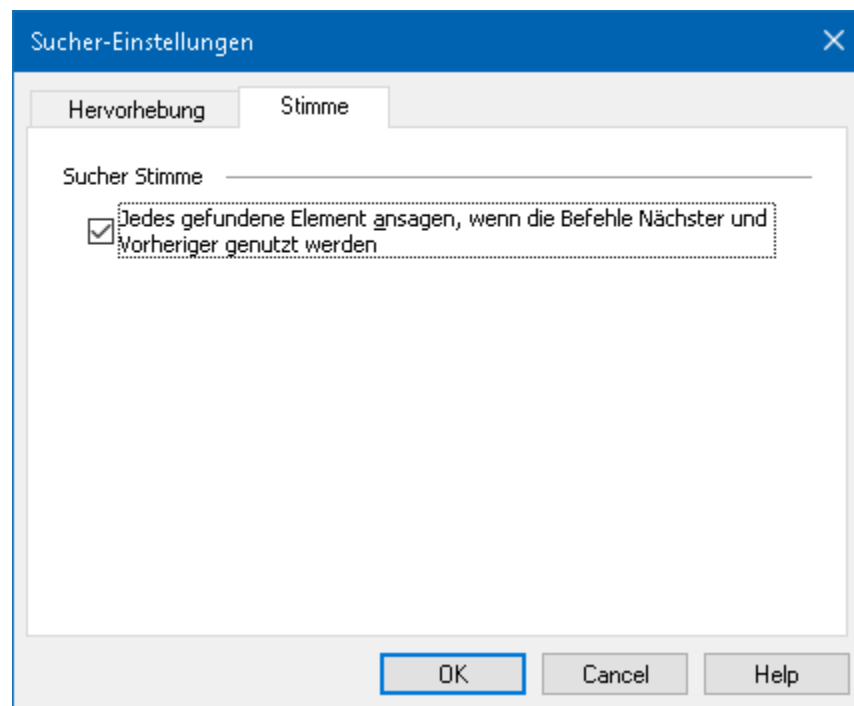 Sucher-Einstellungen
Hervorhebung
Stimme
Sucher Stimme
Jedes gefundene Element ansagen, wenn die Befehle Nächster und
Vorheriger genutzt werden
OK
Cancel
Help